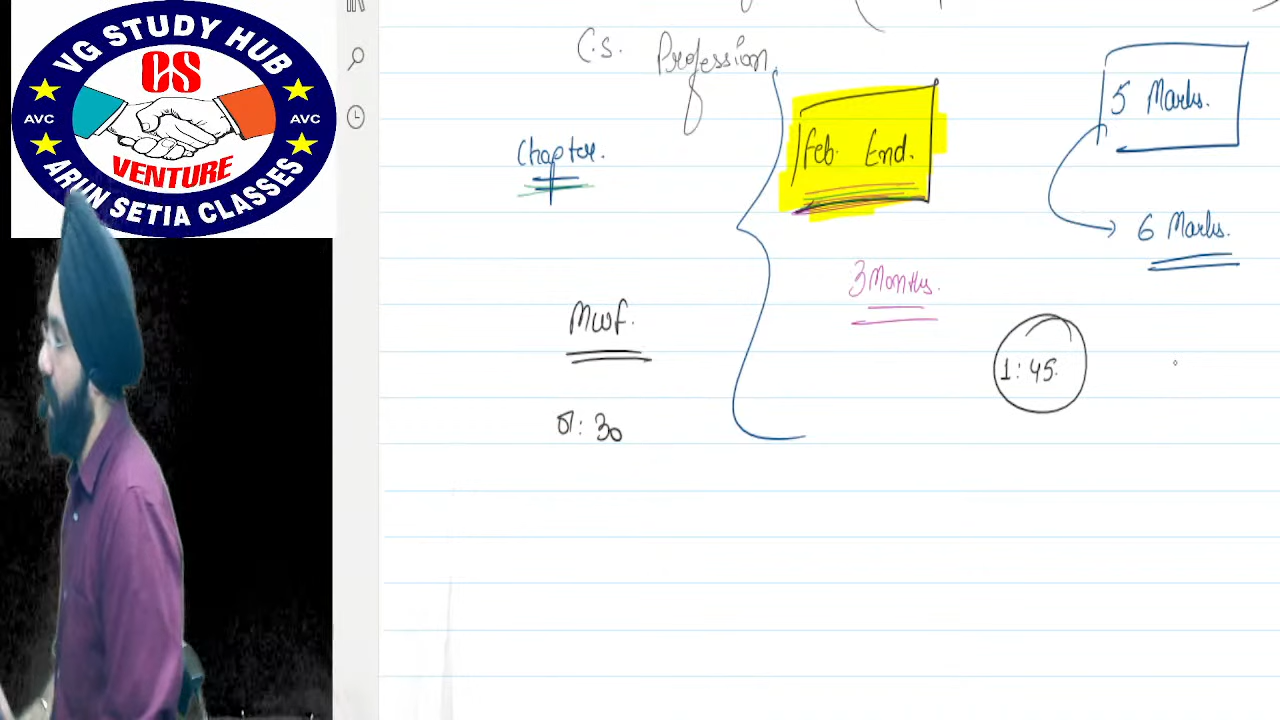 VG STUDY HUB
CS
AVC
AVC
VENTURE
ARUN SETIA CLASSES
C.S. Profession
Chapter.
Feb. End.
5 Marks.
6 Marks.
3 Months.
MWF.
1:45.
:30